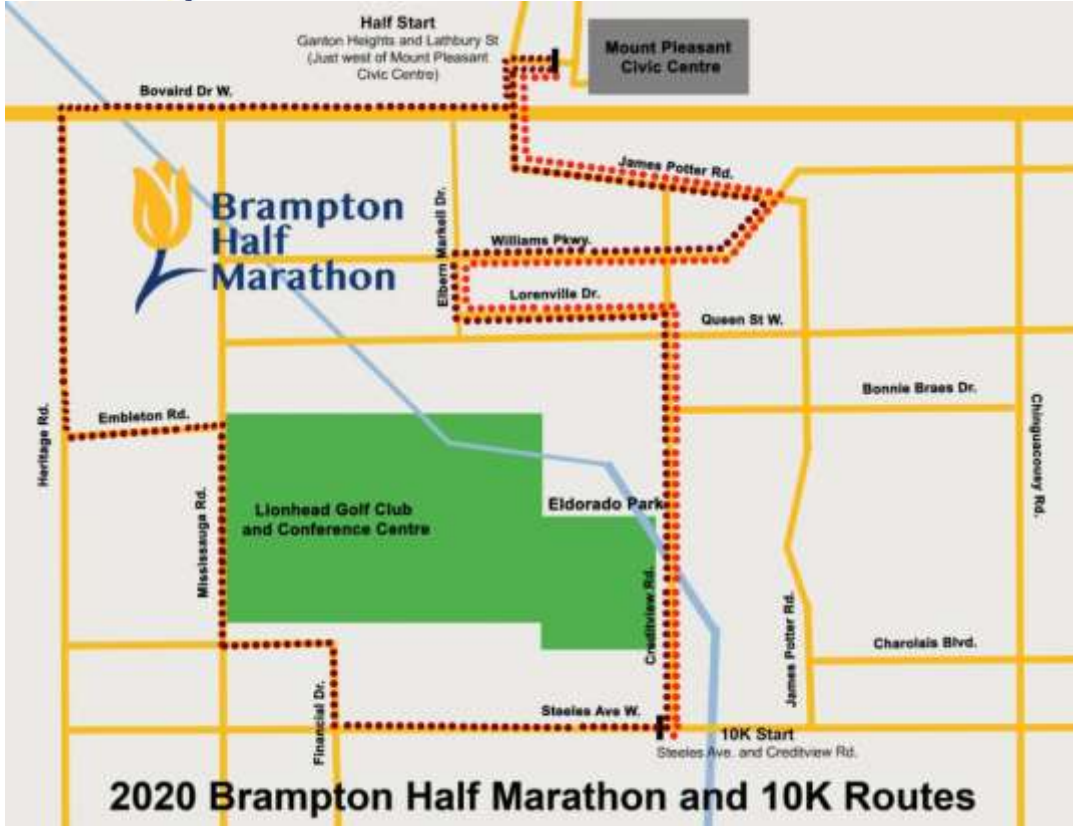 Half Start
Ganton Heights and Lathbury St
(Just west of Mount Pleasant
Civic Centre)
Mount Pleasant
Civic Centre
Bovaird Dr W.
James Potter Rd.
Brampton
Half
Marathon
Elbern Markell Dr.
Williams Pkwy.
Lorenville Dr.
Queen St W.
Bonnie Braes Dr.
Heritage Rd.
Embleton Rd.
Chinguacousy Rd.
Mississauga Rd.
Lionhead Golf Club
and Conference Centre
Eldorado Park
Creditview Rd.
James Potter Rd.
Charolais Blvd.
Financial Dr.
Steeles Ave W.
10K Start
Steeles Ave. and Creditview Rd.
2020 Brampton Half Marathon and 10K Routes